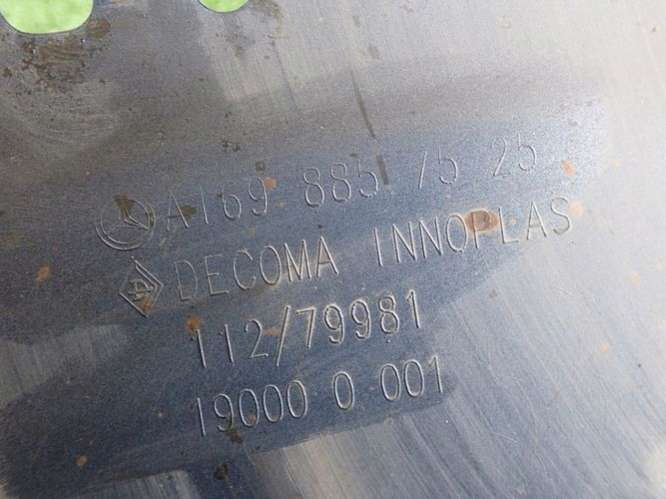 A169 885 75 25
DECOMA INNOPLAS
112/79981
19000 0 001